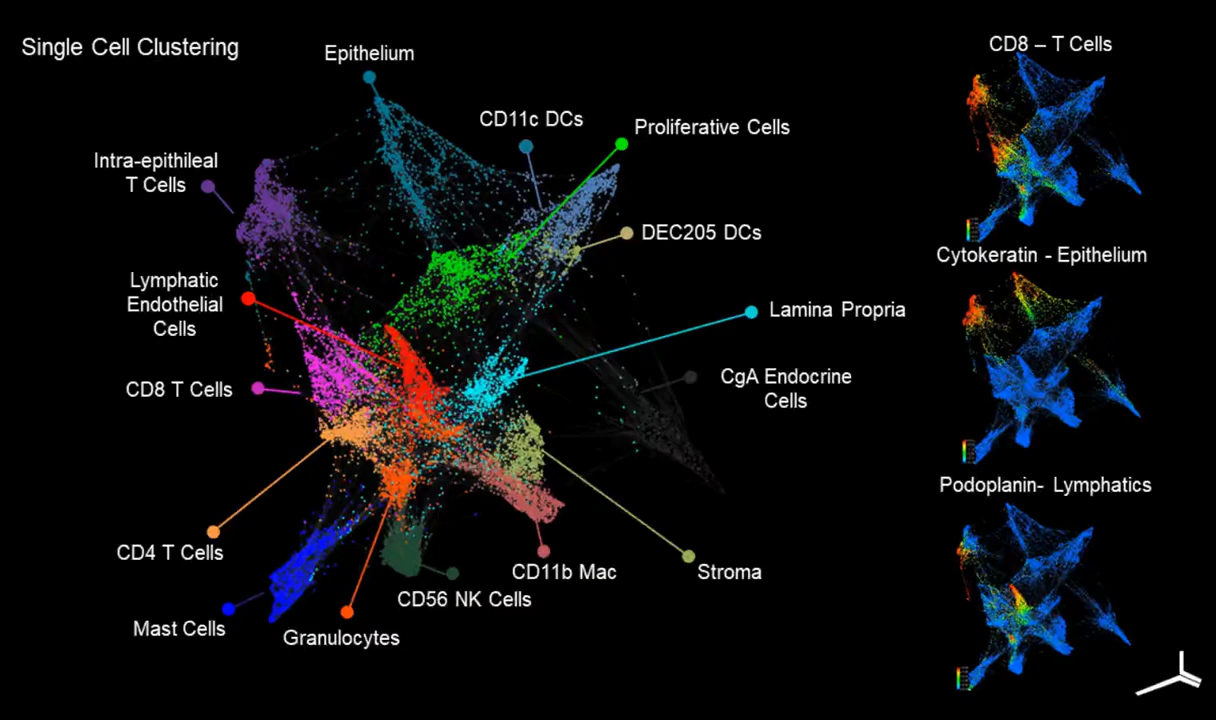 Single Cell Clustering
Epithelium
CD11c DCs
Proliferative Cells
Intra-epithileal
T Cells
DEC205 DCs
Lymphatic
Endothelial
Cells
Lamina Propria
CD8 T Cells
CgA Endocrine
Cells
CD4 T Cells
CD11b Mac
Stroma
CD56 NK Cells
Mast Cells
Granulocytes
CD8 – T Cells
Cytokeratin - Epithelium
Podoplanin- Lymphatics